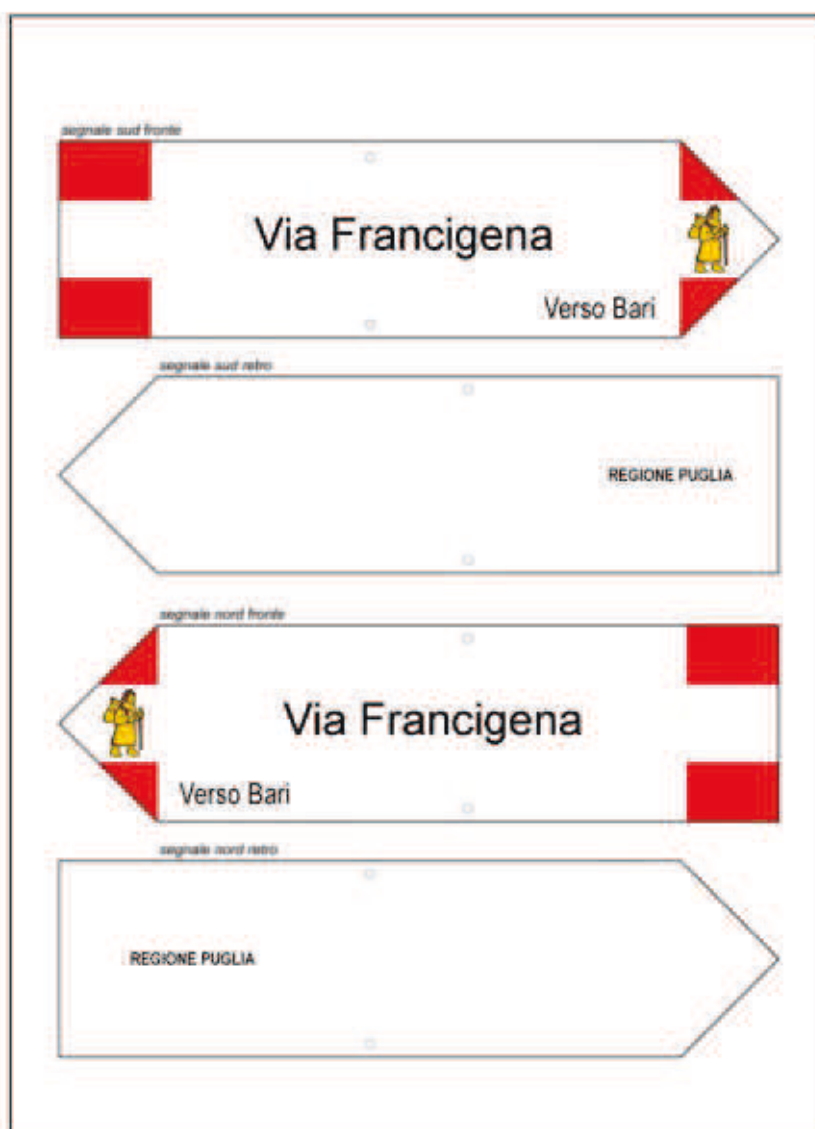 segnale sud fronte
Via Francigena
Verso Bari
segnale sud retro
REGIONE PUGLIA
segnale nord fronte
Via Francigena
Verso Bari
segnale nord retro
REGIONE PUGLIA